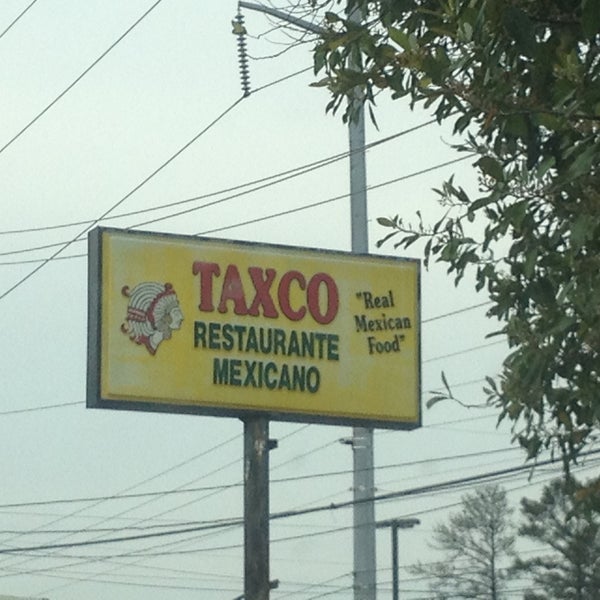 TAXCO
RESTAURANTE
MEXICANO
"Real
Mexican
Food"